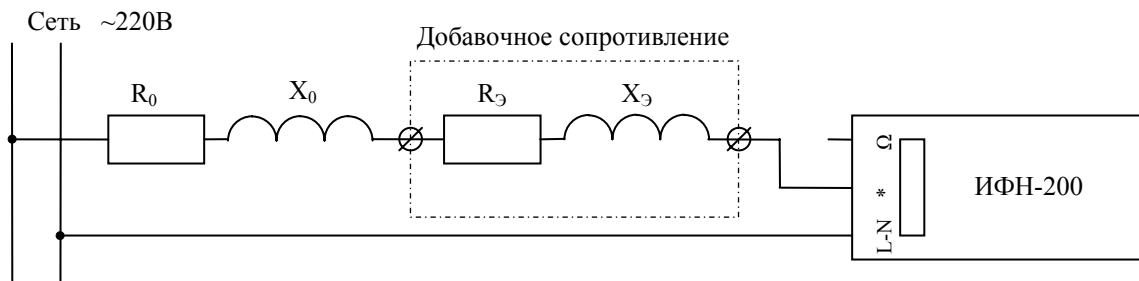 Сеть ~220В
Добавочное сопротивление
R₀
X₀
RЭ
XЭ
Ω
*
L-N
ИФН-200